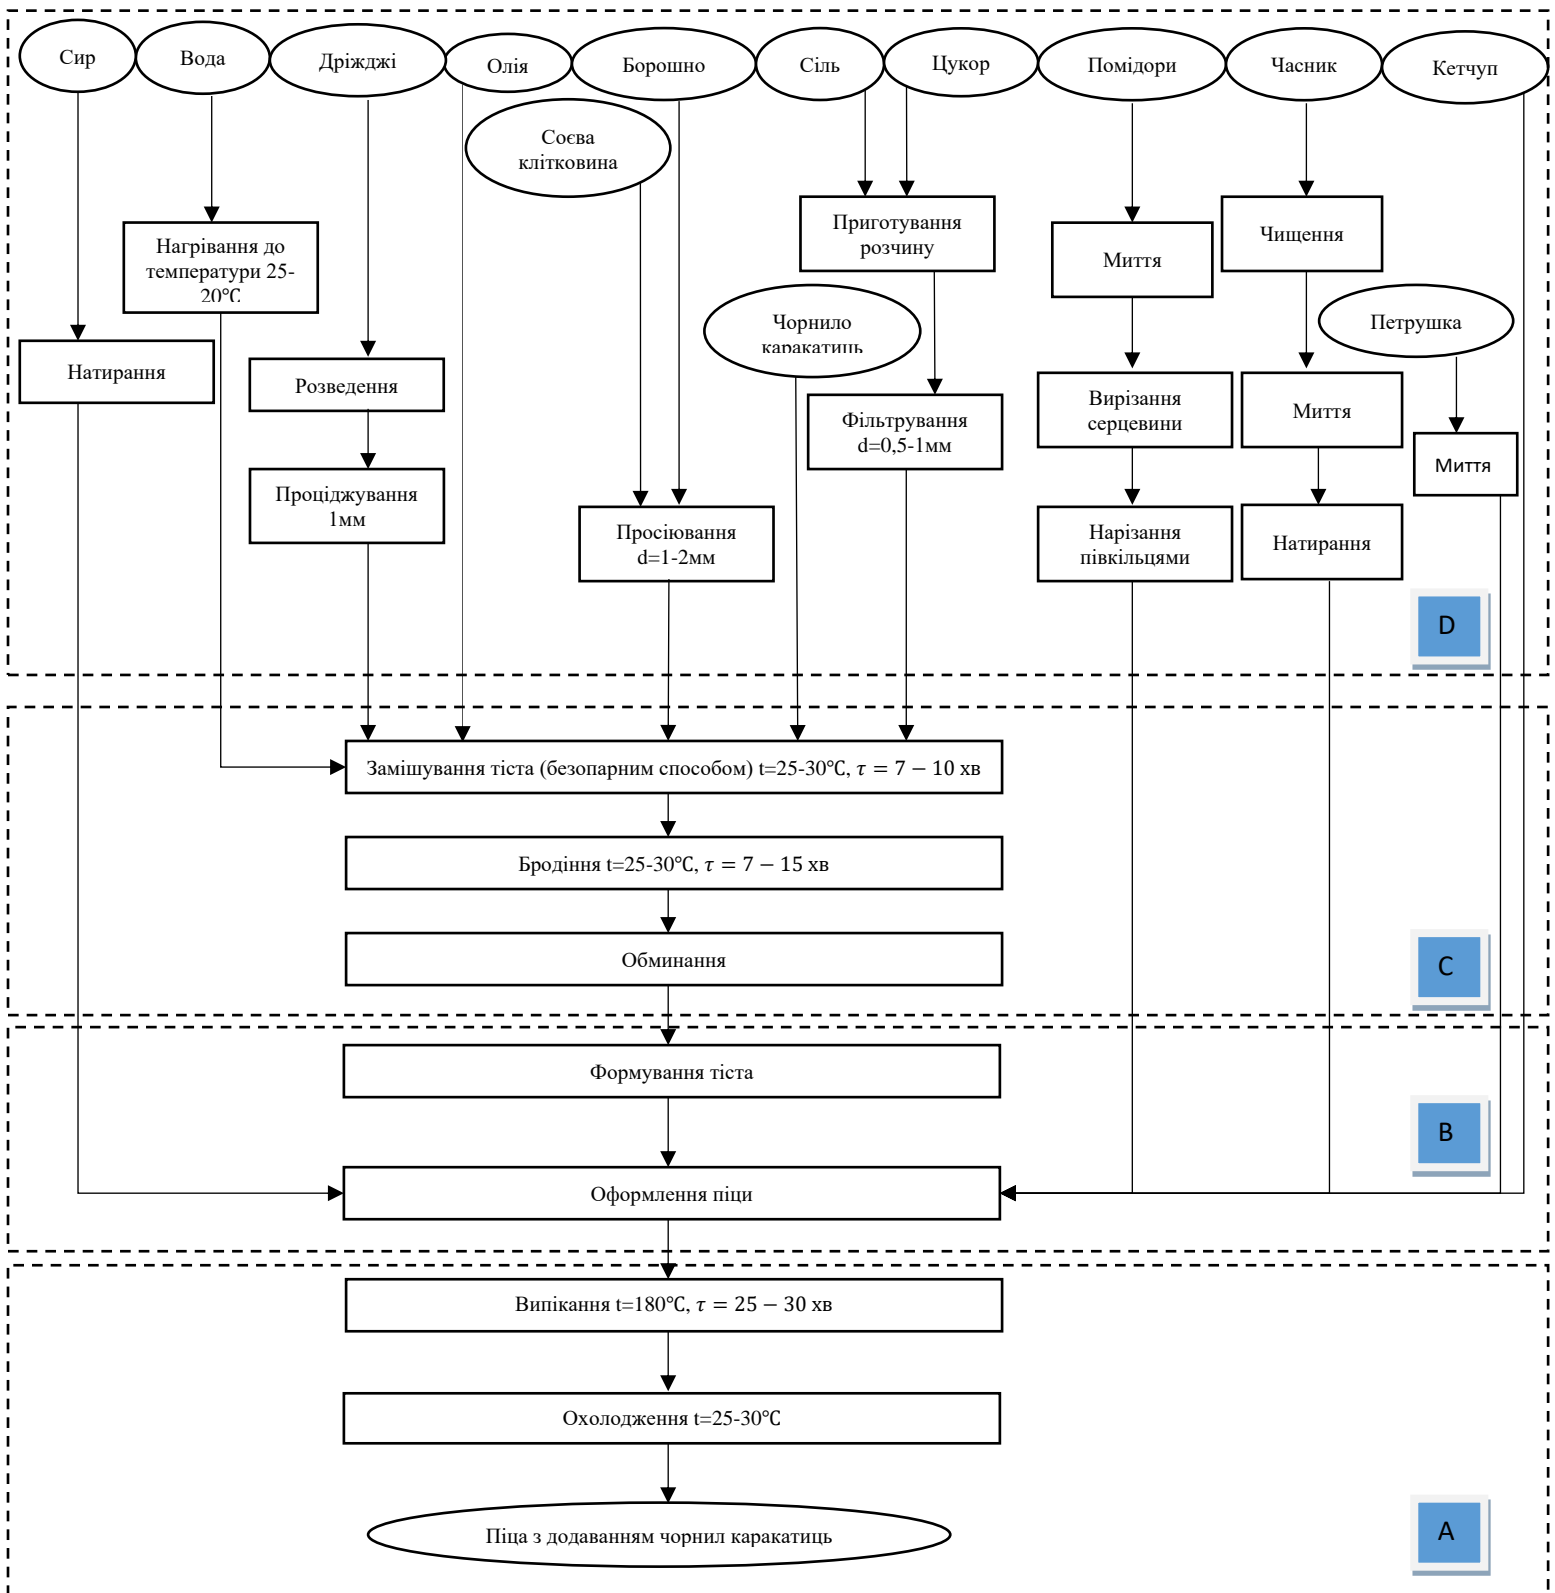 Сир
Вода
Дріжджі
Олія
Борошно
Сіль
Цукор
Помідори
Часник
Кетчуп
Соєва
клітковина
Приготування
розчину
Чищення
Нагрівання до
температури 25-
20℃
Миття
Чорнило
каракатиць
Петрушка
Натирання
Розведення
Вирізання
серцевини
Миття
Фільтрування
d=0,5-1мм
Миття
Проціджування
1мм
Просіювання
d=1-2мм
Нарізання
півкільцями
Натирання
D
Замішування тіста (безопарним способом) t=25-30℃, τ = 7 − 10 хв
Бродіння t=25-30℃, τ = 7 − 15 хв
Обминання
C
Формування тіста
B
Оформлення піци
Випікання t=180℃, τ = 25 − 30 хв
Охолодження t=25-30℃
Піца з додаванням чорнил каракатиць
A